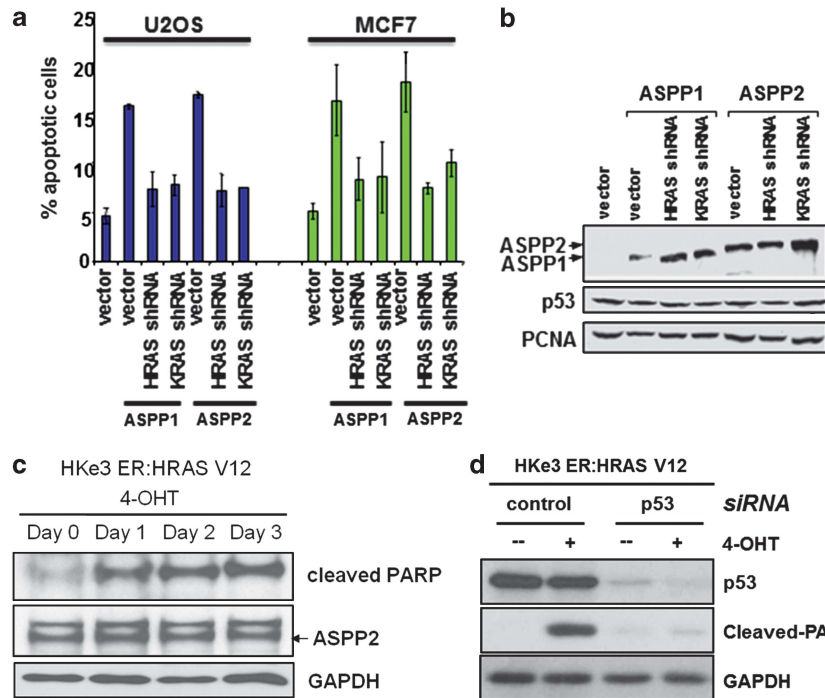 a
U2OS
MCF7
% apoptotic cells
25
20
15
10
5
0
vector
vector
HRAS shRNA
KRAS shRNA
vector
HRAS shRNA
KRAS shRNA
vector
vector
HRAS shRNA
KRAS shRNA
vector
HRAS shRNA
KRAS shRNA
ASPP1
ASPP2
ASPP1
ASPP2
b
ASPP1
ASPP2
vector
vector
HRAS shRNA
KRAS shRNA
vector
HRAS shRNA
KRAS shRNA
ASPP2
ASPP1
p53
PCNA
c
HKe3 ER:HRAS V12
4-OHT
Day 0 Day 1 Day 2 Day 3
cleaved PARP
ASPP2
GAPDH
d
HKe3 ER:HRAS V12
control p53 siRNA
-- + -- + 4-OHT
p53
Cleaved-PA
GAPDH